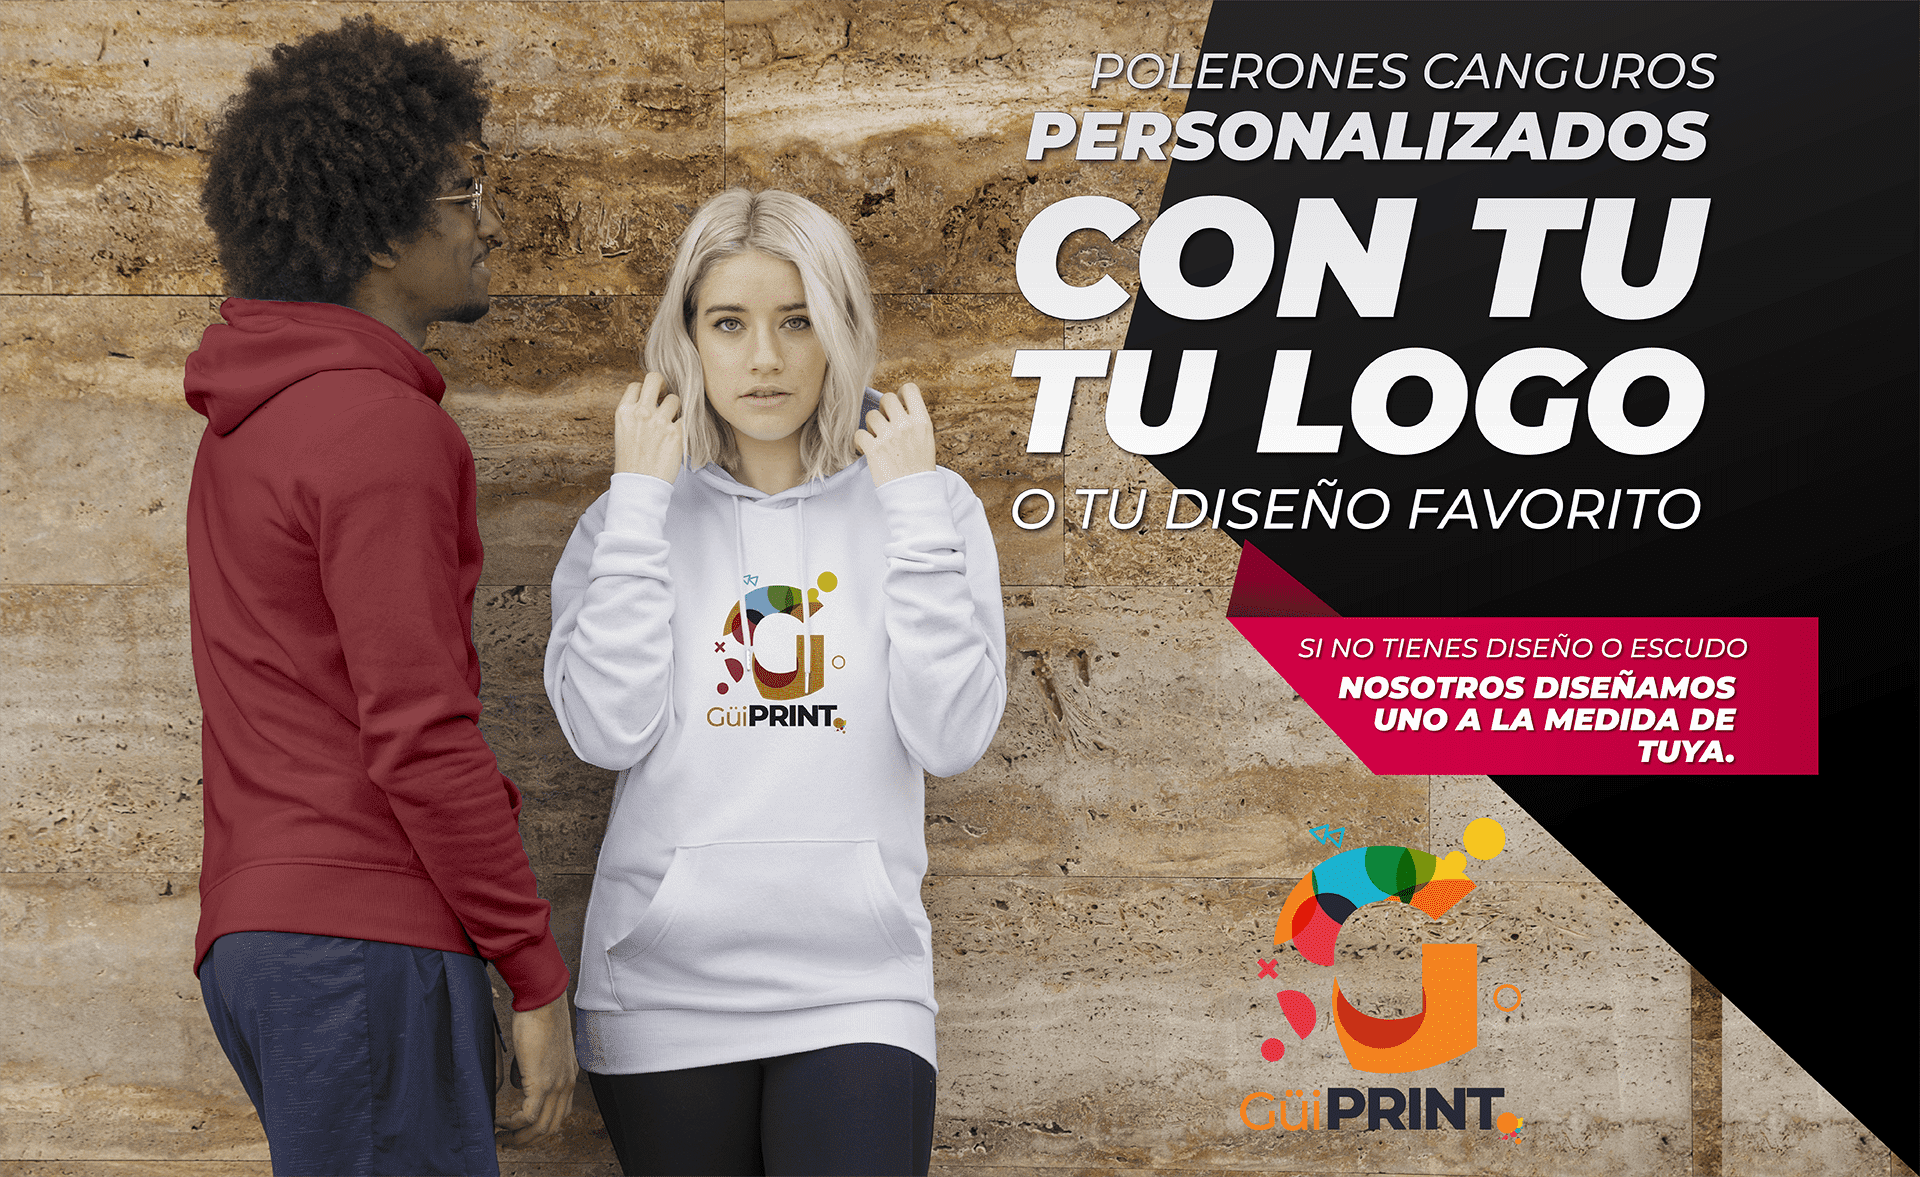 POLERONES CANGUROS
PERSONALIZADOS
CON TU
TU LOGO
O TU DISEÑO FAVORITO
SI NO TIENES DISEÑO O ESCUDO
NOSOTROS DISEÑAMOS
UNO A LA MEDIDA DE
TUYA.
GüiPRINT
GüiPRINT